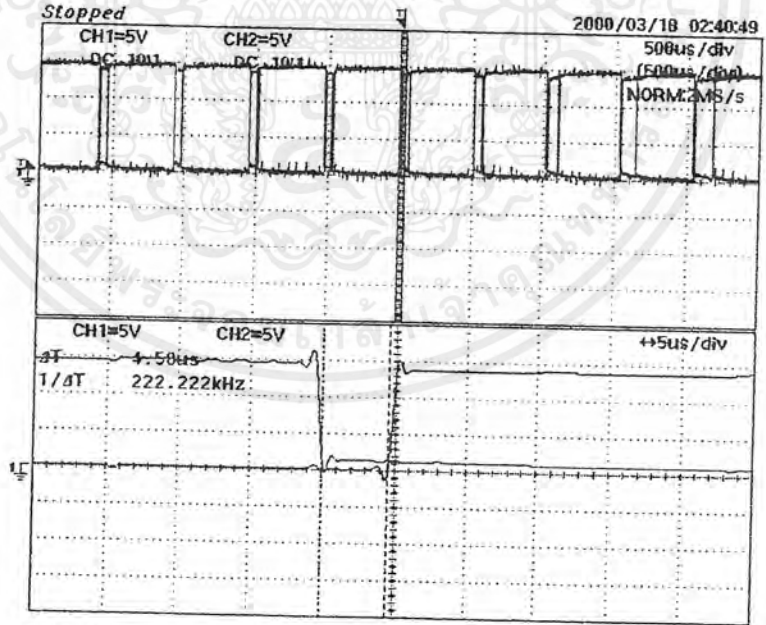 Stopped
2000/03/18 02:40:49
CH1=5V CH2=5V 500us/div
DC 10:1 DC 10:1 (500us/div)
NORM:2MS/s
CH1=5V CH2=5V ↔5us/div
ΔT 4.50us
1/ΔT 222.222kHz